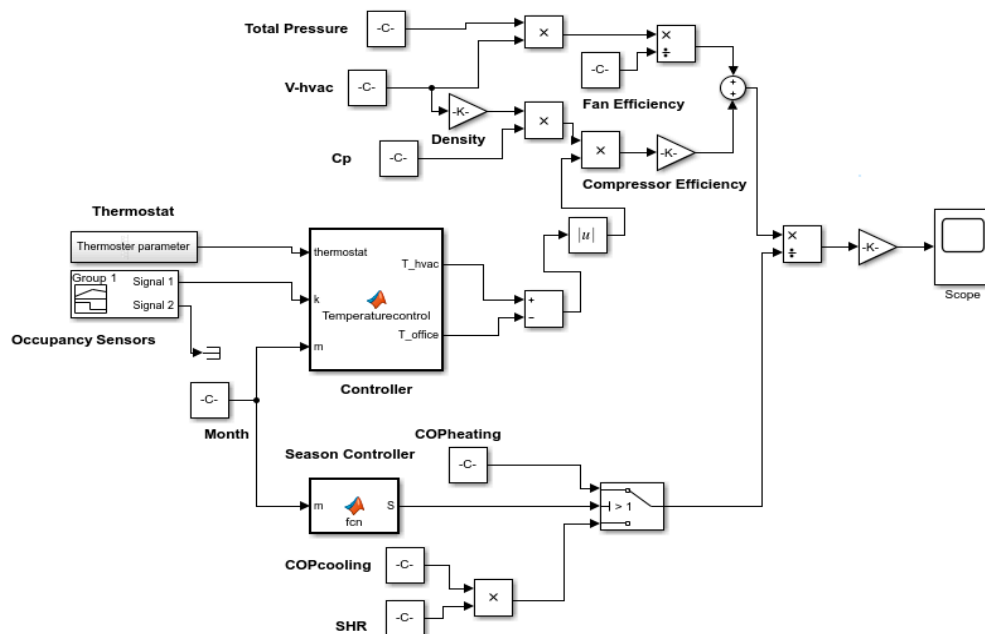 Total Pressure
-C-
×
×
÷
V-hvac
-C-
-C-
Fan Efficiency
+
+
-K-
Density
×
Cp
-C-
×
-K-
Compressor Efficiency
Thermostat
Thermoster parameter
thermostat
T_hvac
|u|
×
÷
-K-
Scope
Group 1
Signal 1
Signal 2
k
Temperaturecontrol
+
−
T_office
Occupancy Sensors
m
Controller
-C-
Month
COPheating
Season Controller
-C-
m
S
fcn
> 1
COPcooling
-C-
×
SHR
-C-